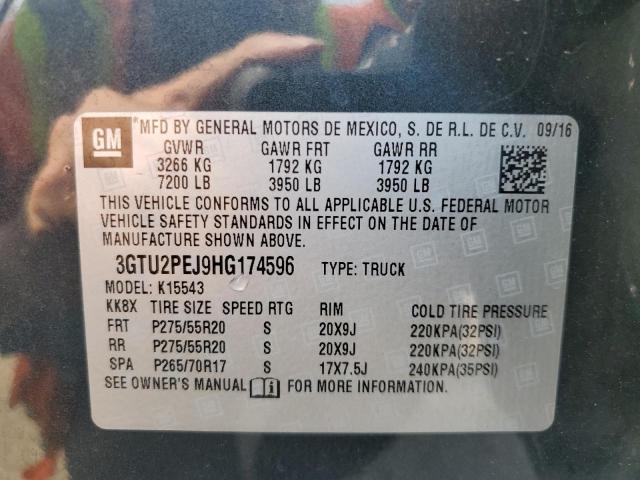 GM
*MFD BY GENERAL MOTORS DE MEXICO, S. DE R.L. DE C.V. 09/16
GVWR GAWR FRT GAWR RR
3266 KG 1792 KG 1792 KG
7200 LB 3950 LB 3950 LB
THIS VEHICLE CONFORMS TO ALL APPLICABLE U.S. FEDERAL MOTOR
VEHICLE SAFETY STANDARDS IN EFFECT ON THE DATE OF
MANUFACTURE SHOWN ABOVE.
3GTU2PEJ9HG174596 TYPE: TRUCK
MODEL: K15543
KK8X TIRE SIZE SPEED RTG RIM COLD TIRE PRESSURE
FRT P275/55R20 S 20X9J 220KPA(32PSI)
RR P275/55R20 S 20X9J 220KPA(32PSI)
SPA P265/70R17 S 17X7.5J 240KPA(35PSI)
SEE OWNER'S MANUAL FOR MORE INFORMATION.